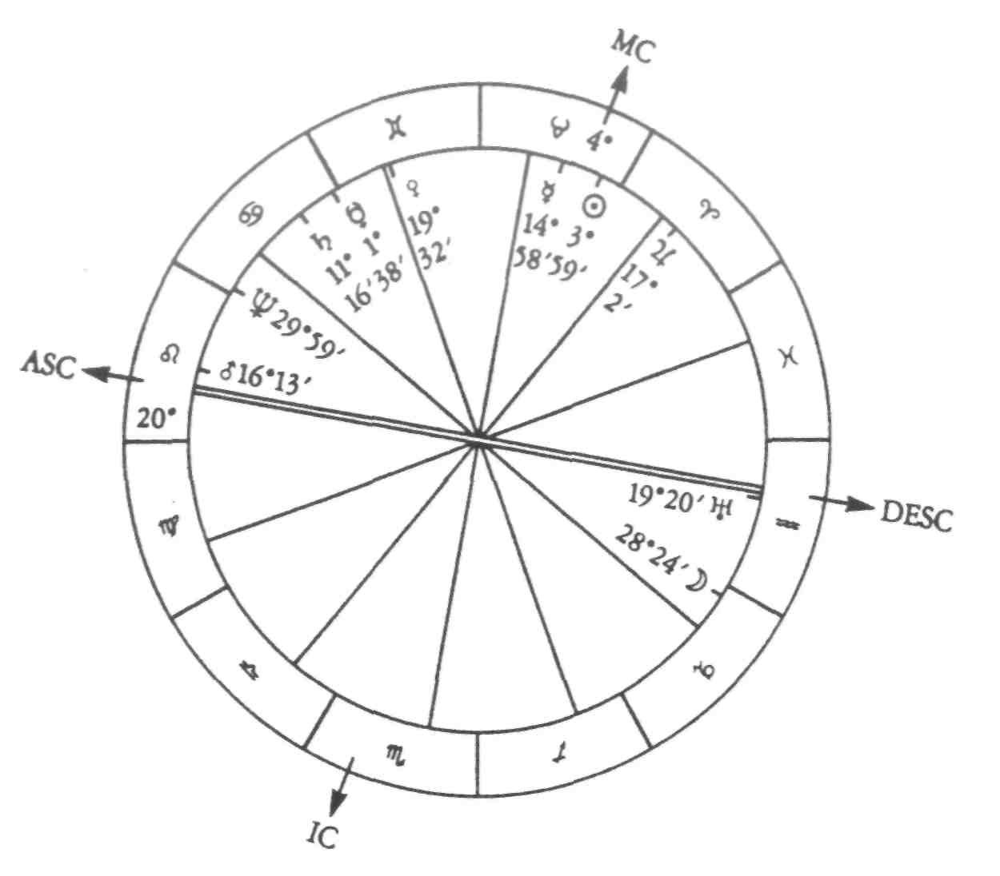 MC
♊
♉ 4°
♋
♈
♄ 11° 16′
♇ 1° 38′
♀ 19° 32′
☿ 14° 58′
☉ 3° 59′
♃ 17° 2′
♆ 29°59′
♌
♓
ASC
♂ 16°13′
20°
19°20′ ♅
DESC
♒
♍
28°24′ ☽
♎
♑
♏
♐
IC